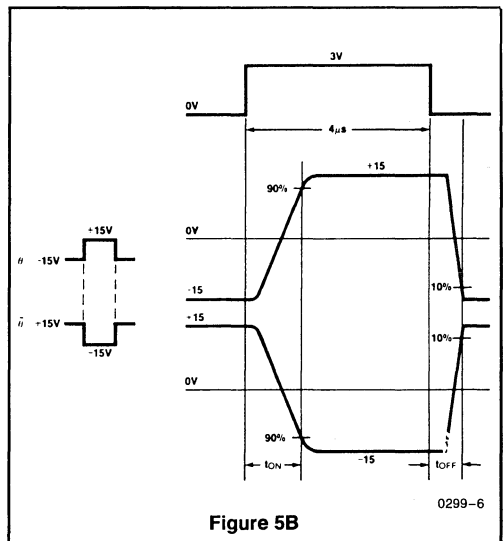 3V
0V
4μs
+15
90%
0V
+15V
θ -15V
-15
10%
+15
θ̄ +15V
-15V
10%
0V
90%
-15
tON
tOFF
0299-6
Figure 5B